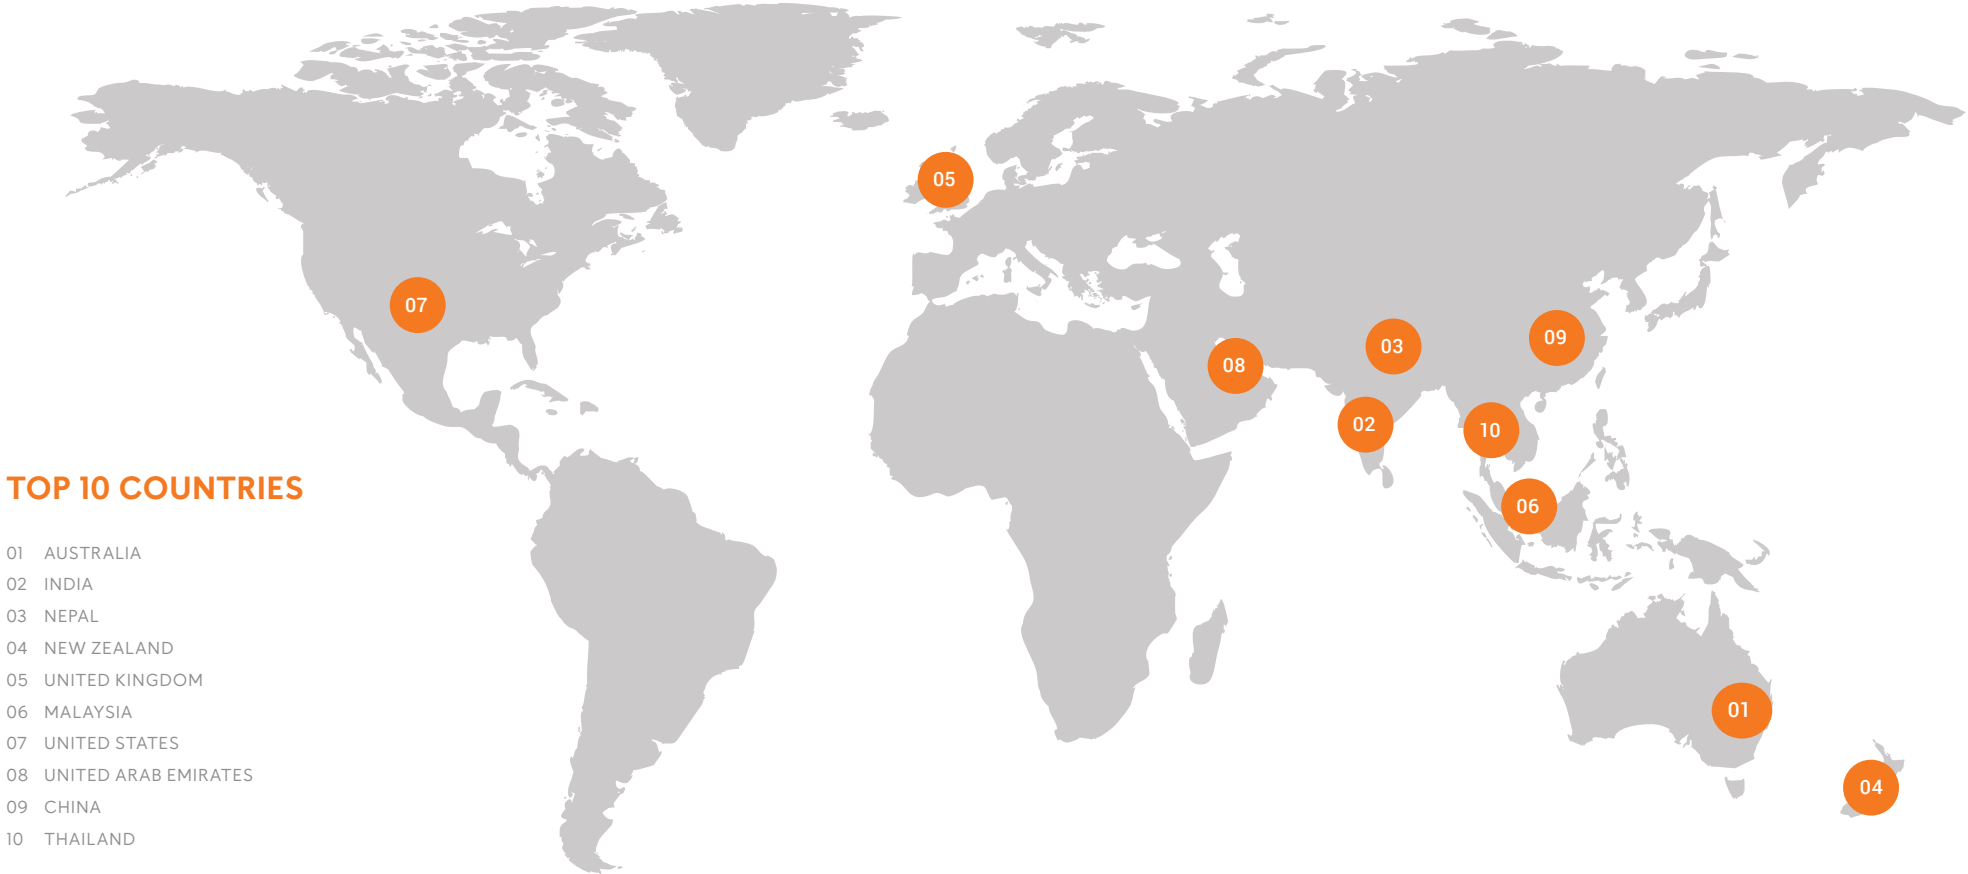 05
07
03
09
08
02
10
06
01
04
TOP 10 COUNTRIES
01 AUSTRALIA
02 INDIA
03 NEPAL
04 NEW ZEALAND
05 UNITED KINGDOM
06 MALAYSIA
07 UNITED STATES
08 UNITED ARAB EMIRATES
09 CHINA
10 THAILAND